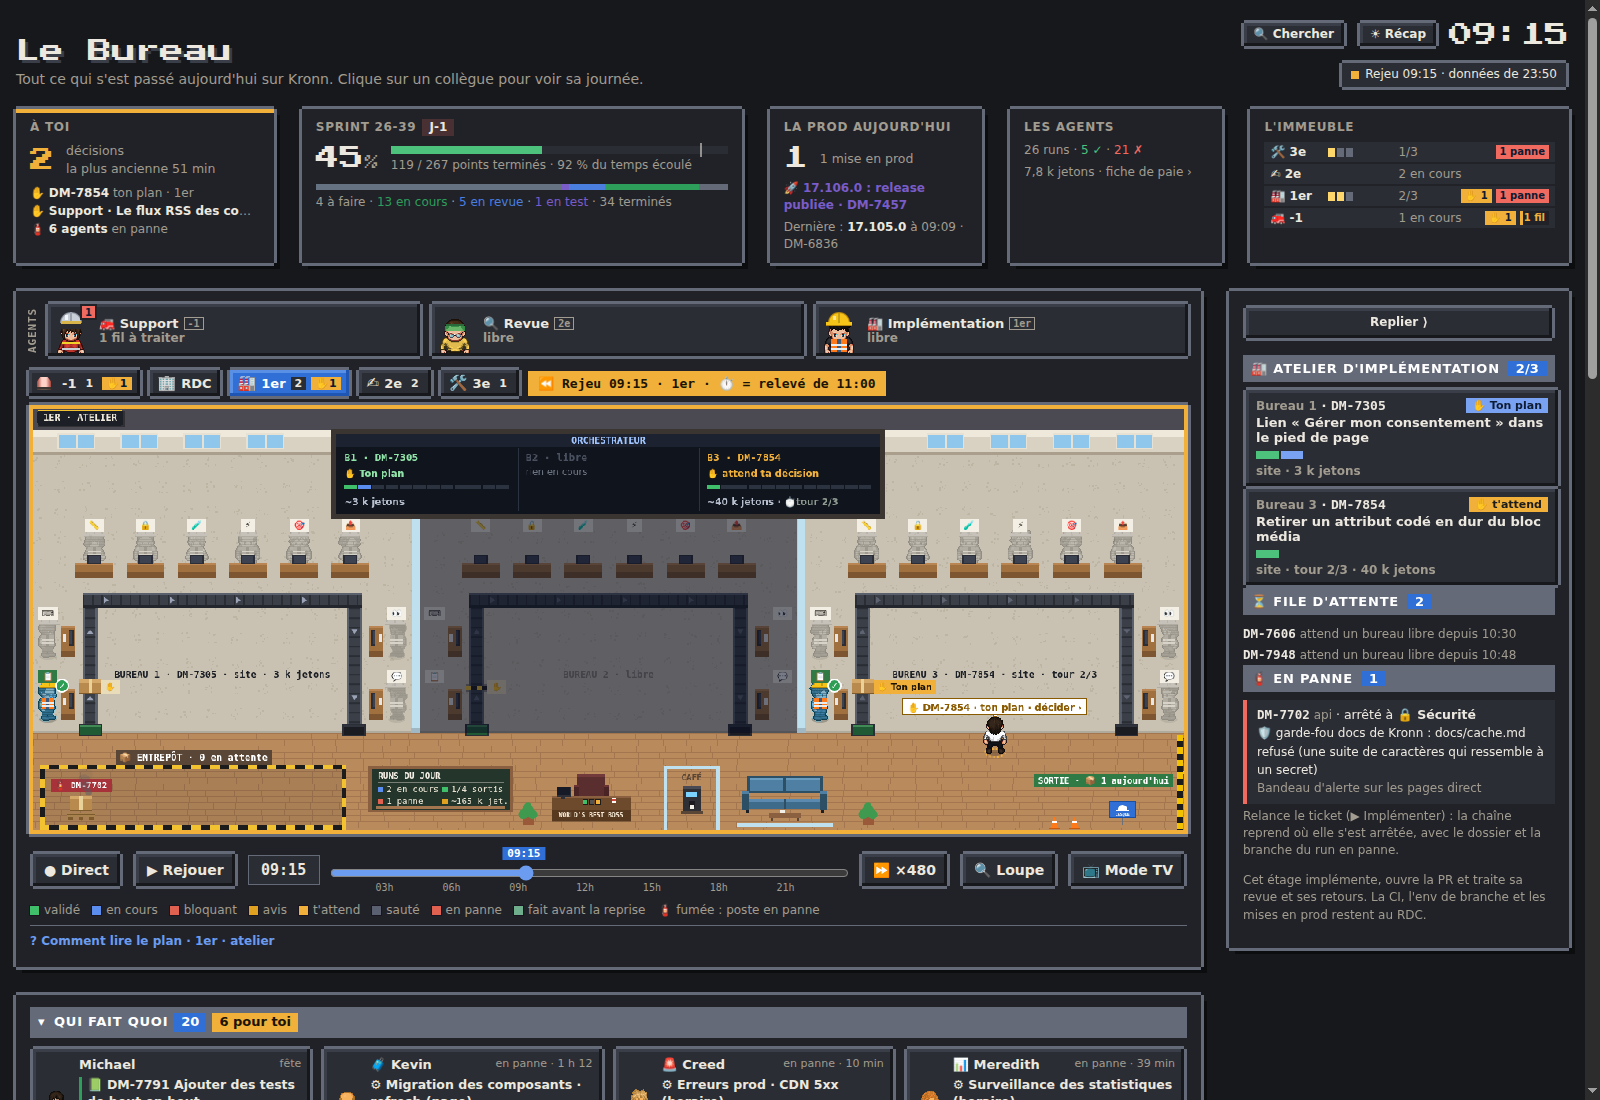 Le Bureau
Tout ce qui s'est passé aujourd'hui sur Kronn. Clique sur un collègue pour voir sa journée.
🔍 Chercher
☀ Récap
09:15
Rejeu 09:15 · données de 23:50
À TOI
2
décisions
la plus ancienne 51 min
✋ DM-7854 ton plan · 1er
✋ Support · Le flux RSS des co…
6 agents en panne
SPRINT 26-39 J-1
45%
119 / 267 points terminés · 92 % du temps écoulé
4 à faire · 13 en cours · 5 en revue · 1 en test · 34 terminés
LA PROD AUJOURD'HUI
1 1 mise en prod
🚀 17.106.0 : release
publiée · DM-7457
Dernière : 17.105.0 à 09:09 ·
DM-6836
LES AGENTS
26 runs · 5 ✓ · 21 ✗
7,8 k jetons · fiche de paie ›
L'IMMEUBLE
3e 1/3 1 panne
2e 2 en cours
1er 2/3 ✋ 1 1 panne
-1 1 en cours ✋ 1 1 fil
AGENTS
1
Support -1
1 fil à traiter
Revue 2e
libre
Implémentation 1er
libre
-1 1 ✋1
RDC
1er 2 ✋1
2e 2
3e 1
⏪ Rejeu 09:15 · 1er · ⏱ = relevé de 11:00
1ER · ATELIER
ORCHESTRATEUR
B1 · DM-7305
✋ Ton plan
~3 k jetons
B2 · libre
rien en cours
B3 · DM-7854
✋ attend ta décision
~40 k jetons · ⏱ tour 2/3
BUREAU 1 · DM-7305 · site · 3 k jetons
BUREAU 2 · libre
BUREAU 3 · DM-7854 · site · tour 2/3
Ton plan
✋ DM-7854 · ton plan · décider ›
ENTREPÔT · 0 en attente
DM-7702
RUNS DU JOUR
2 en cours 1/4 sortis
1 panne ~165 k jet.
CAFÉ
SORTIE · 📦 1 aujourd'hui
● Direct
▶ Rejouer
09:15
09:15
03h 06h 09h 12h 15h 18h 21h
⏩ ×480
🔍 Loupe
📺 Mode TV
validé en cours bloquant avis t'attend sauté en panne fait avant la reprise fumée : poste en panne
? Comment lire le plan · 1er · atelier
Replier ⟩
ATELIER D'IMPLÉMENTATION 2/3
Bureau 1 · DM-7305 ✋ Ton plan
Lien « Gérer mon consentement » dans
le pied de page
site · 3 k jetons
Bureau 3 · DM-7854 ✋ t'attend
Retirer un attribut codé en dur du bloc
média
site · tour 2/3 · 40 k jetons
⏳ FILE D'ATTENTE 2
DM-7606 attend un bureau libre depuis 10:30
DM-7948 attend un bureau libre depuis 10:48
EN PANNE 1
DM-7702 api · arrêté à 🔒 Sécurité
🛡 garde-fou docs de Kronn : docs/cache.md
refusé (une suite de caractères qui ressemble à
un secret)
Bandeau d'alerte sur les pages direct
Relance le ticket (▶ Implémenter) : la chaîne
reprend où elle s'est arrêtée, avec le dossier et la
branche du run en panne.
Cet étage implémente, ouvre la PR et traite sa
revue et ses retours. La CI, l'env de branche et les
mises en prod restent au RDC.
▾ QUI FAIT QUOI 20 6 pour toi
Michael fête
DM-7791 Ajouter des tests
de bout en bout
Kevin en panne · 1 h 12
⚙ Migration des composants ·
refresh (page)
Creed en panne · 10 min
⚙ Erreurs prod · CDN 5xx
(horaire)
Meredith en panne · 39 min
⚙ Surveillance des statistiques
(horaire)